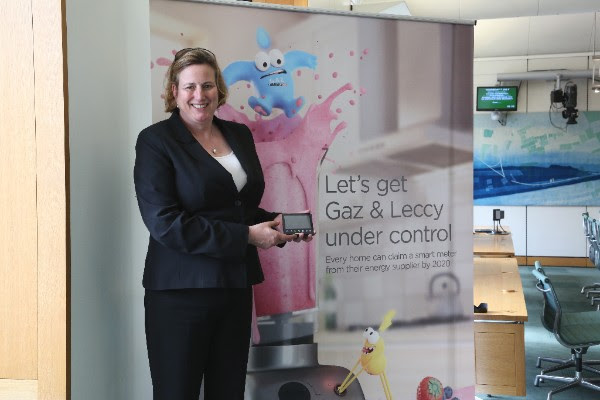 Let's get
Gaz & Leccy
under control
Every home can claim a smart meter
from their energy supplier by 2020